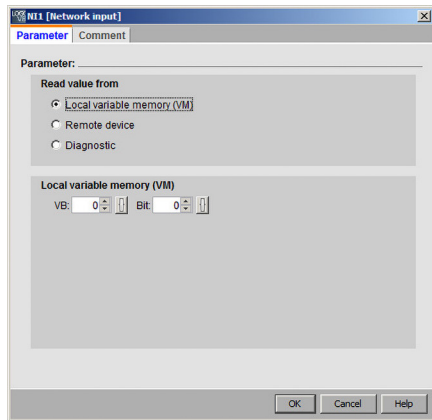 NI1 [Network input]
Parameter Comment
Parameter:
Read value from
Local variable memory (VM)
Remote device
Diagnostic
Local variable memory (VM)
VB: 0 Bit: 0
OK Cancel Help